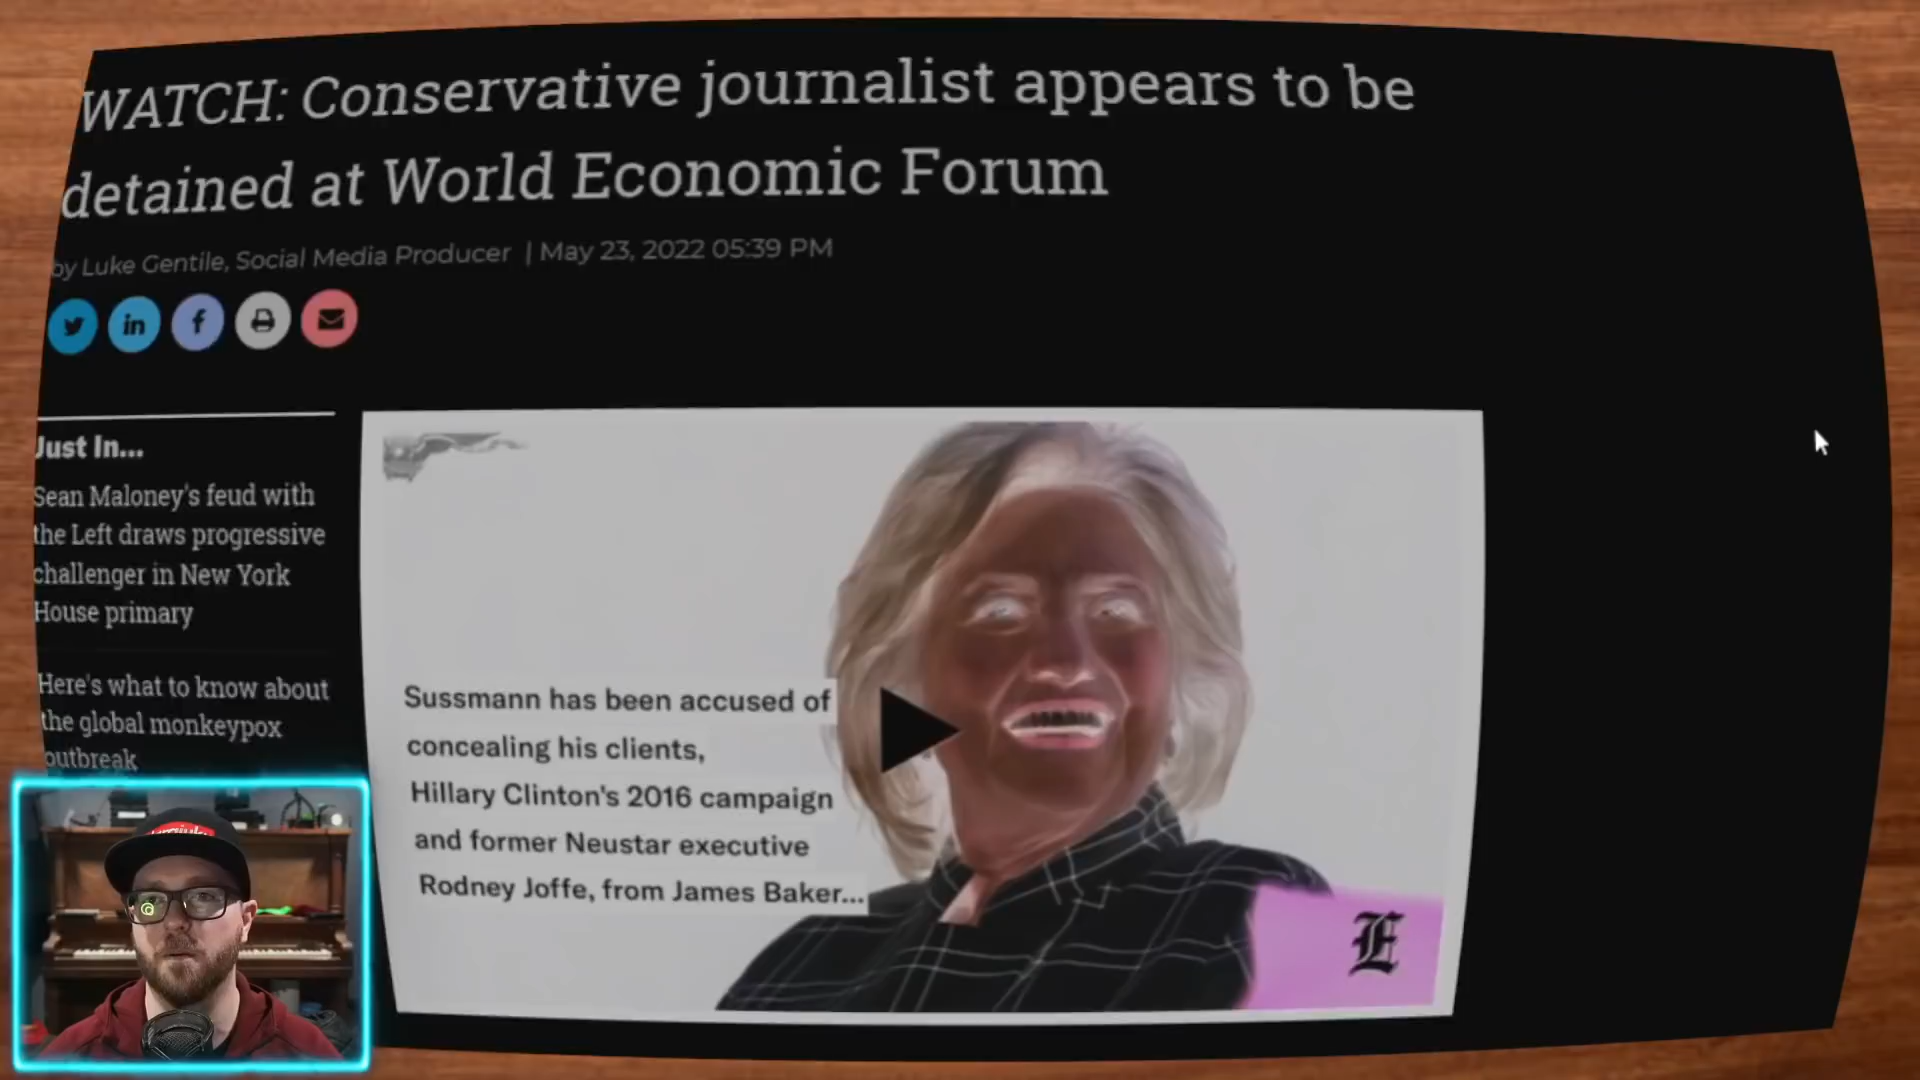 WATCH: Conservative journalist appears to be
detained at World Economic Forum
by Luke Gentile, Social Media Producer | May 23, 2022 05:39 PM
Just In...
Sean Maloney's feud with
the Left draws progressive
challenger in New York
House primary
Here's what to know about
the global monkeypox
outbreak
Sussmann has been accused of
concealing his clients,
Hillary Clinton's 2016 campaign
and former Neustar executive
Rodney Joffe, from James Baker...
E